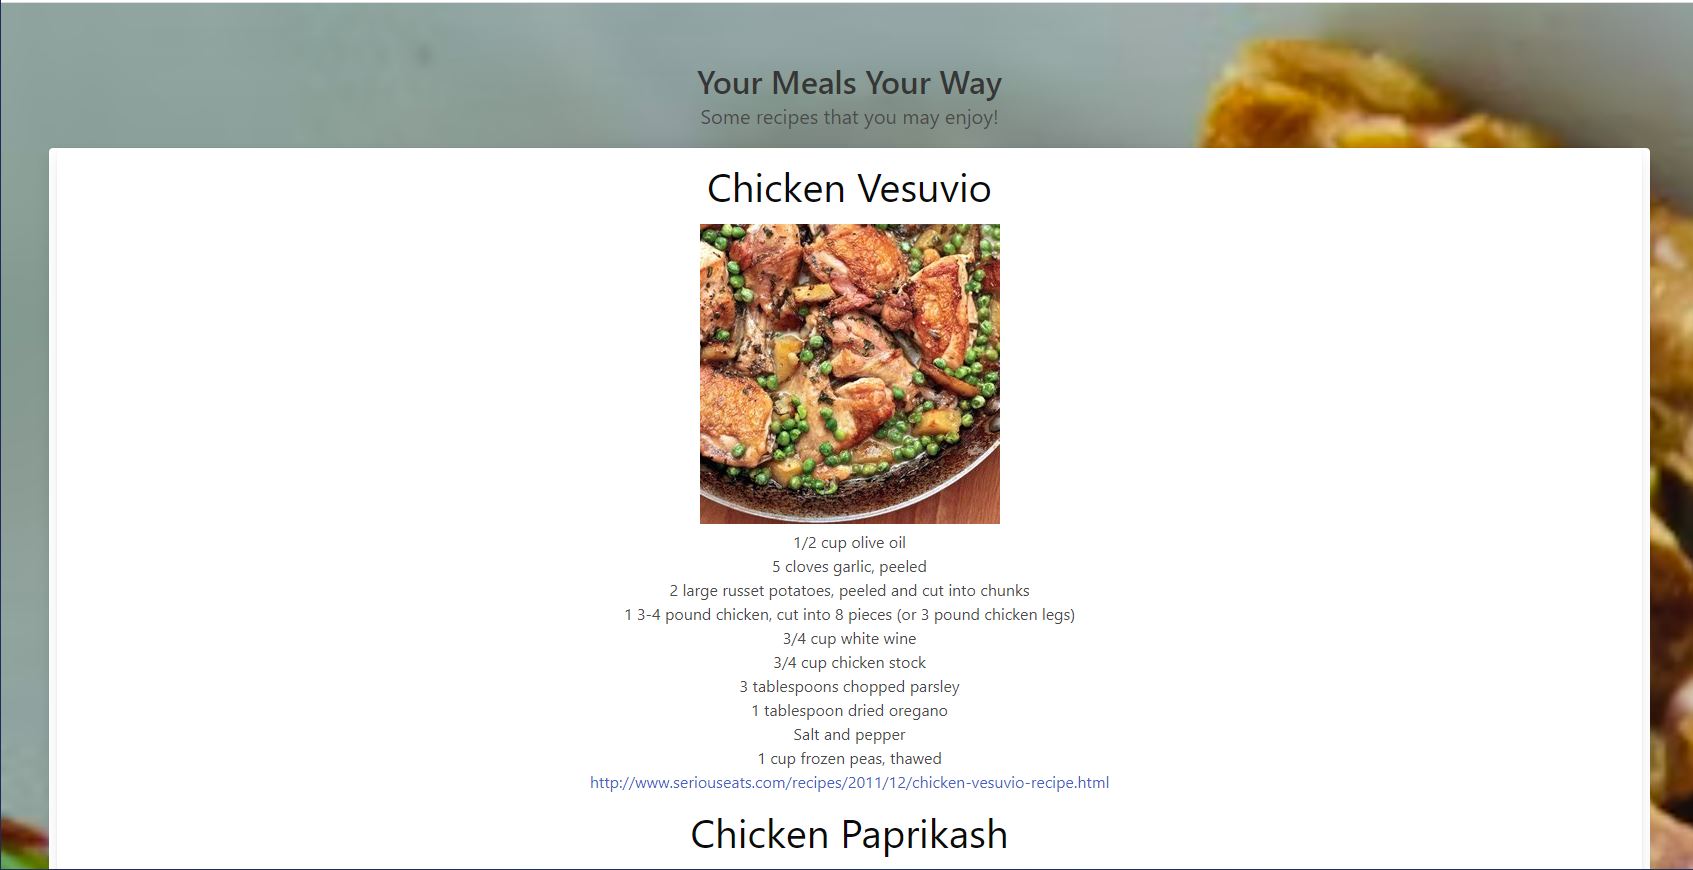 Your Meals Your Way
Some recipes that you may enjoy!
Chicken Vesuvio
1/2 cup olive oil
5 cloves garlic, peeled
2 large russet potatoes, peeled and cut into chunks
1 3-4 pound chicken, cut into 8 pieces (or 3 pound chicken legs)
3/4 cup white wine
3/4 cup chicken stock
3 tablespoons chopped parsley
1 tablespoon dried oregano
Salt and pepper
1 cup frozen peas, thawed
http://www.seriouseats.com/recipes/2011/12/chicken-vesuvio-recipe.html
Chicken Paprikash